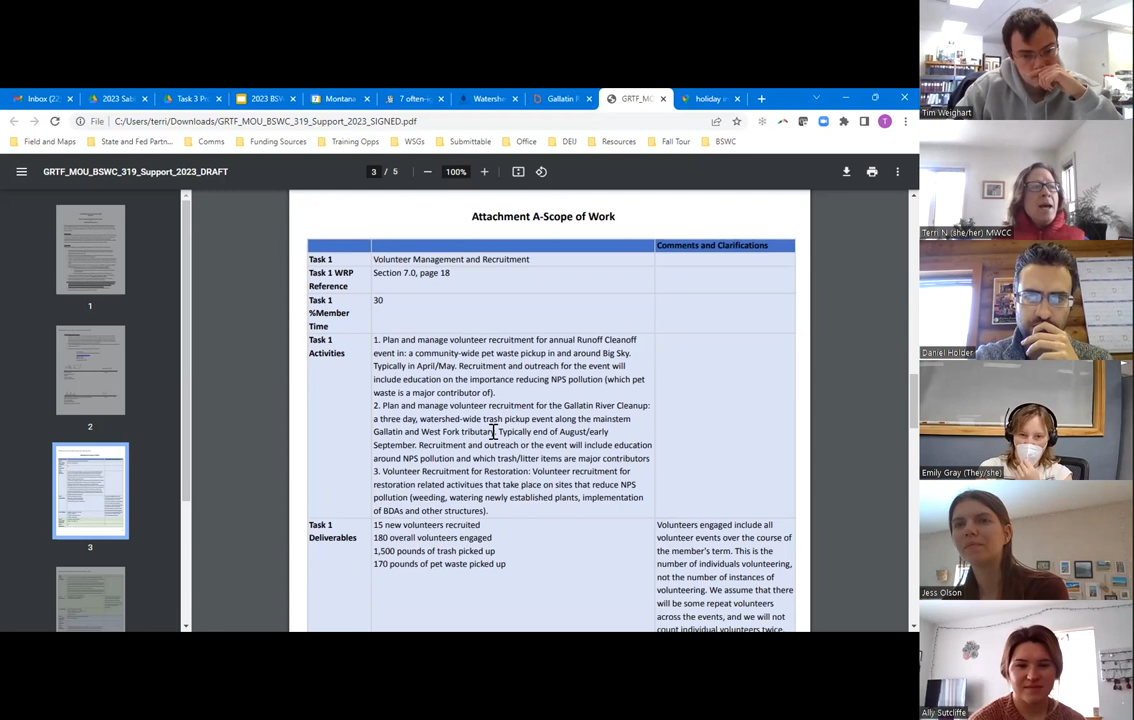 Inbox (22
2023 Sab
Task 3 Pr
2023 BSW
Montana
7 often-ig
Watershe
Gallatin R
GRTF_MO
holiday in
File C:/Users/terri/Downloads/GRTF_MOU_BSWC_319_Support_2023_SIGNED.pdf
T
Field and Maps
State and Fed Partn...
Comms
Funding Sources
Training Opps
WSGs
Submittable
Office
DEU
Resources
Fall Tour
BSWC
GRTF_MOU_BSWC_319_Support_2023_DRAFT
3 / 5
100%
1
2
3
Attachment A-Scope of Work
Comments and Clarifications
Task 1
Volunteer Management and Recruitment
Task 1 WRP
Reference
Section 7.0, page 18
Task 1
%Member
Time
30
Task 1
Activities
1. Plan and manage volunteer recruitment for annual Runoff Cleanoff
event in: a community-wide pet waste pickup in and around Big Sky.
Typically in April/May. Recruitment and outreach for the event will
include education on the importance reducing NPS pollution (which pet
waste is a major contributor of).
2. Plan and manage volunteer recruitment for the Gallatin River Cleanup:
a three day, watershed-wide trash pickup event along the mainstem
Gallatin and West Fork tributary. Typically end of August/early
September. Recruitment and outreach or the event will include education
around NPS pollution and which trash/litter items are major contributors
3. Volunteer Recruitment for Restoration: Volunteer recruitment for
restoration related activities that take place on sites that reduce NPS
pollution (weeding, watering newly established plants, implementation
of BDAs and other structures).
Task 1
Deliverables
15 new volunteers recruited
180 overall volunteers engaged
1,500 pounds of trash picked up
170 pounds of pet waste picked up
Volunteers engaged include all
volunteer events over the course of
the member's term. This is the
number of individuals volunteering,
not the number of instances of
volunteering. We assume that there
will be some repeat volunteers
across the events, and we will not
count individual volunteers twice.
Tim Weighart
Terri N (she/her) MWCC
Daniel Holder
Emily Gray (They/she)
Jess Olson
Ally Sutcliffe